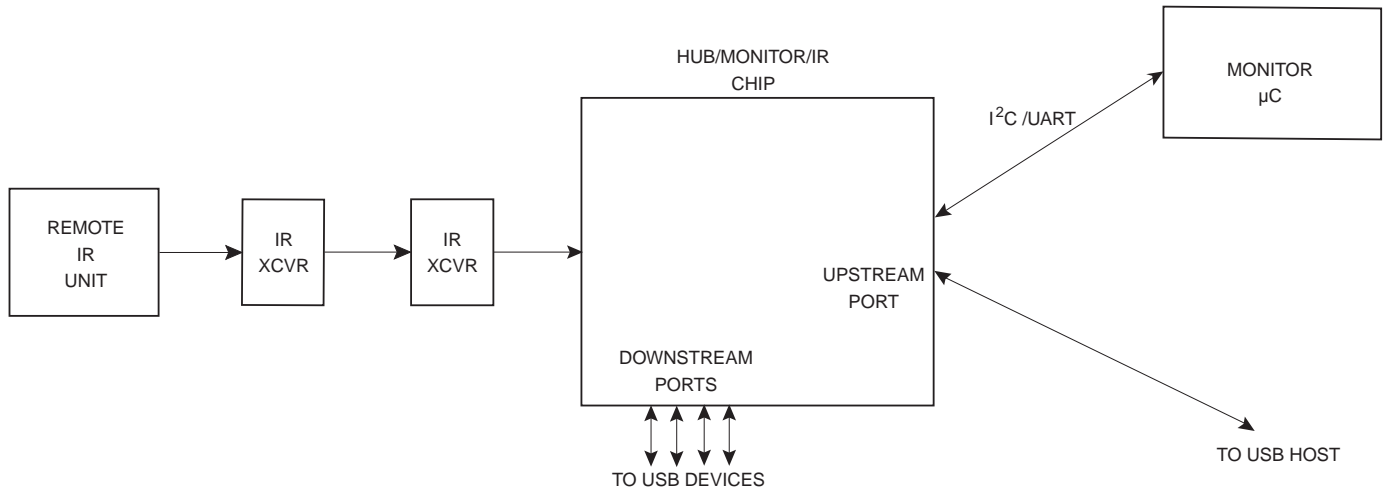 HUB/MONITOR/IR
CHIP
MONITOR
µC
I²C /UART
REMOTE
IR
UNIT
IR
XCVR
IR
XCVR
UPSTREAM
PORT
DOWNSTREAM
PORTS
TO USB DEVICES
TO USB HOST